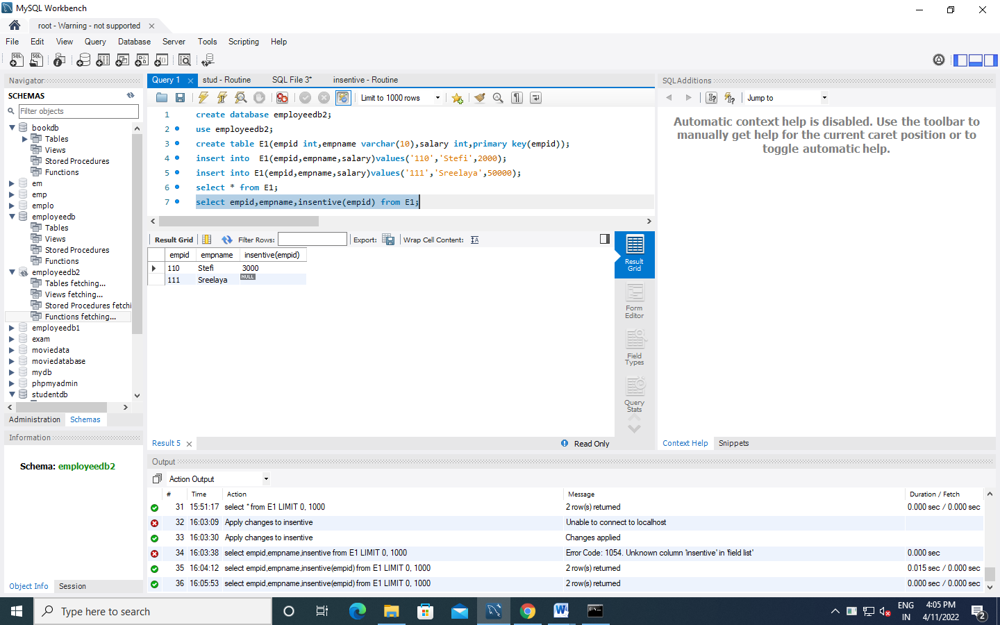 MySQL Workbench
root - Warning - not supported
File Edit View Query Database Server Tools Scripting Help
Navigator
SCHEMAS
Filter objects
bookdb
Tables
Views
Stored Procedures
Functions
em
emp
emplo
employeedb
Tables
Views
Stored Procedures
Functions
employeedb2
Tables fetching...
Views fetching...
Stored Procedures fetchi
Functions fetching...
employeedb1
exam
moviedata
moviedatabase
mydb
phpmyadmin
studentdb
Administration Schemas
Information
Schema: employeedb2
Object Info Session
Query 1 stud - Routine SQL File 3* insentive - Routine
Limit to 1000 rows
1 create database employeedb2;
2 use employeedb2;
3 create table E1(empid int,empname varchar(10),salary int,primary key(empid));
4 insert into  E1(empid,empname,salary)values('110','Stefi',2000);
5 insert into E1(empid,empname,salary)values('111','Sreelaya',50000);
6 select * from E1;
7 select empid,empname,insentive(empid) from E1;
Result Grid Filter Rows: Export: Wrap Cell Content:
empid empname insentive(empid)
110 Stefi 3000
111 Sreelaya NULL
Result Grid
Form Editor
Field Types
Query Stats
Result 5 Read Only
SQLAdditions
Jump to
Automatic context help is disabled. Use the toolbar to
manually get help for the current caret position or to
toggle automatic help.
Context Help Snippets
Output
Action Output
# Time Action Message Duration / Fetch
31 15:51:17 select * from E1 LIMIT 0, 1000 2 row(s) returned 0.000 sec / 0.000 sec
32 16:03:09 Apply changes to insentive Unable to connect to localhost
33 16:03:30 Apply changes to insentive Changes applied
34 16:03:38 select empid,empname,insentive from E1 LIMIT 0, 1000 Error Code: 1054. Unknown column 'insentive' in 'field list' 0.000 sec
35 16:04:12 select empid,empname,insentive(empid) from E1 LIMIT 0, 1000 2 row(s) returned 0.015 sec / 0.000 sec
36 16:05:53 select empid,empname,insentive(empid) from E1 LIMIT 0, 1000 2 row(s) returned 0.000 sec / 0.000 sec
Type here to search
ENG
IN
4:05 PM
4/11/2022
2